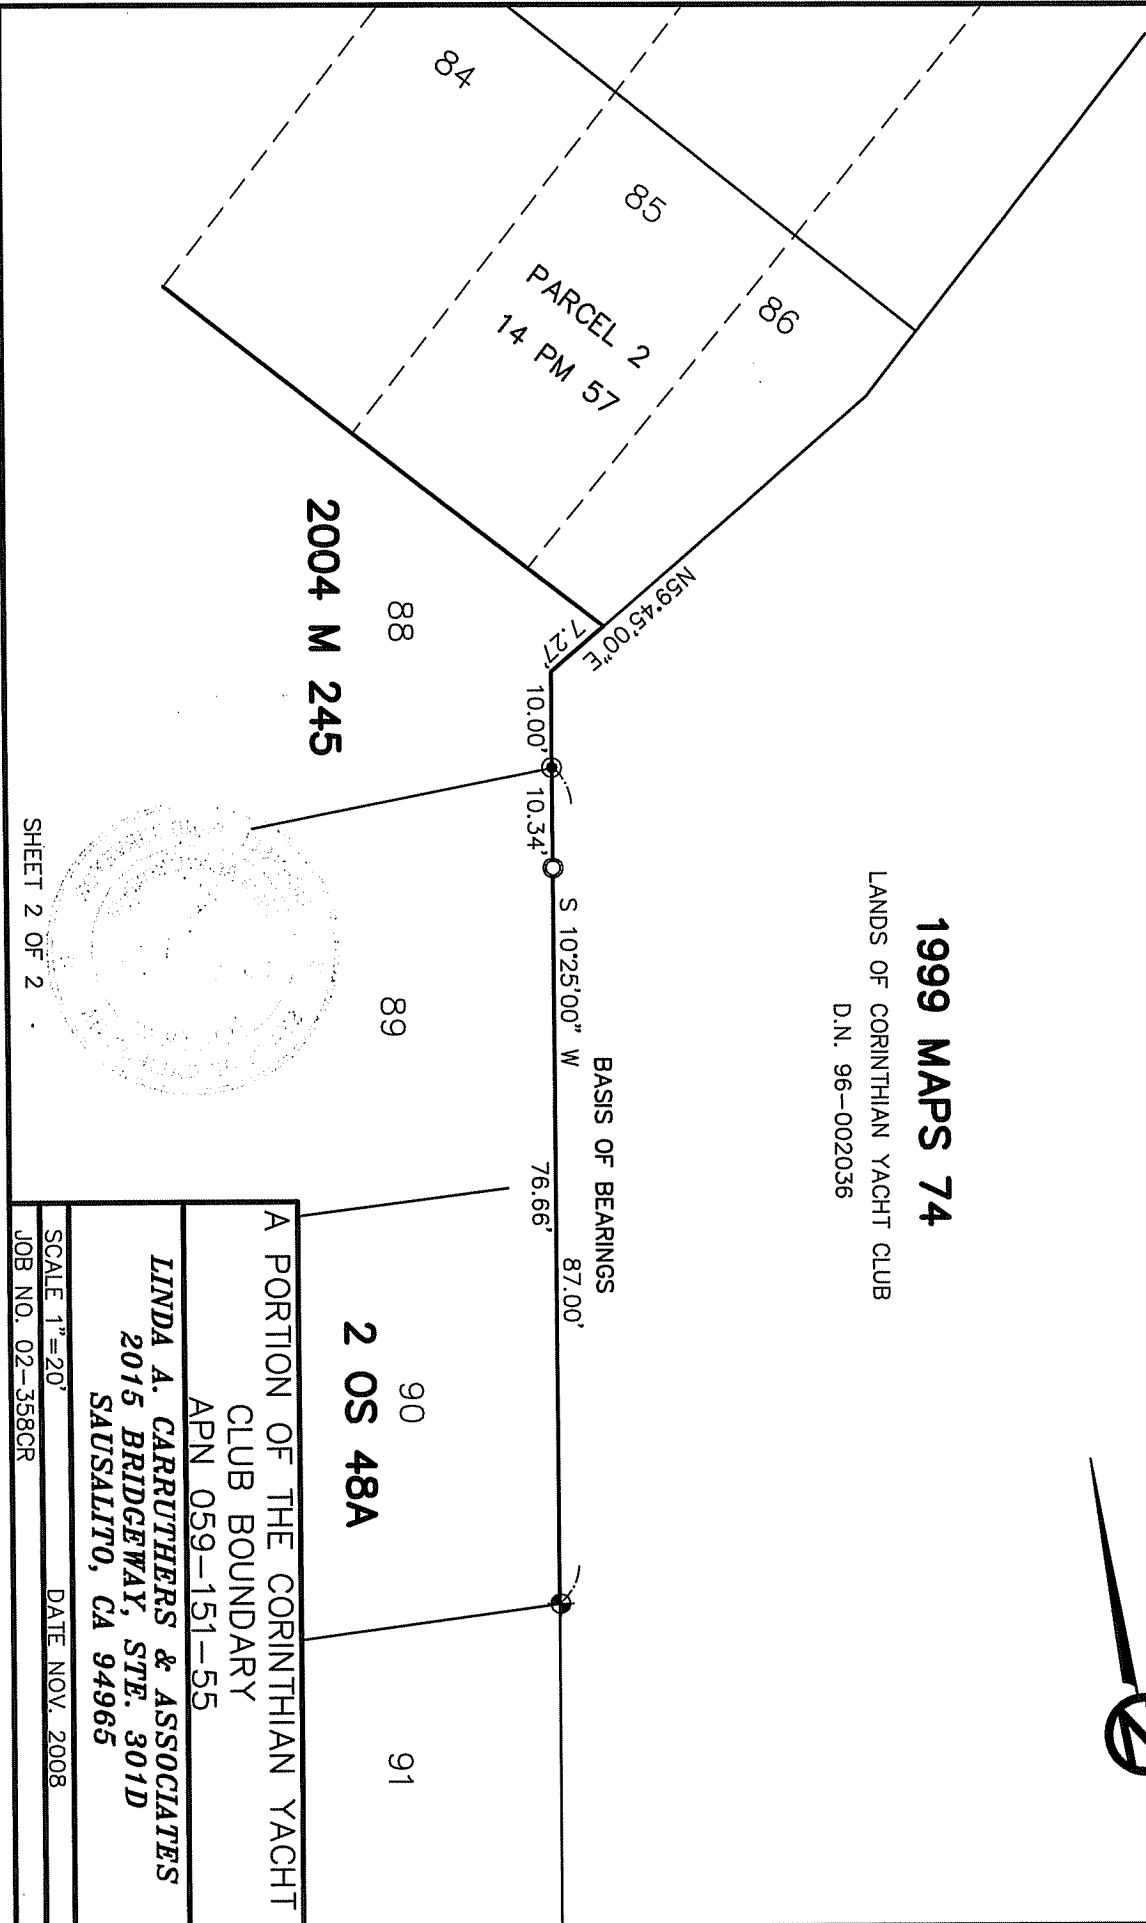 1999 MAPS 74
LANDS OF CORINTHIAN YACHT CLUB
D.N. 96-002036
84
85
86
PARCEL 2
14 PM 57
N59°45'00"E
7.27'
10.00'
10.34'
S 10°25'00" W
BASIS OF BEARINGS
76.66'
87.00'
88
2004 M 245
89
90
2 OS 48A
91
SHEET 2 OF 2
A PORTION OF THE CORINTHIAN YACHT
CLUB BOUNDARY
APN 059-151-55
LINDA A. CARRUTHERS & ASSOCIATES
2015 BRIDGEWAY, STE. 301D
SAUSALITO, CA 94965
SCALE 1"=20' DATE NOV. 2008
JOB NO. 02-358CR